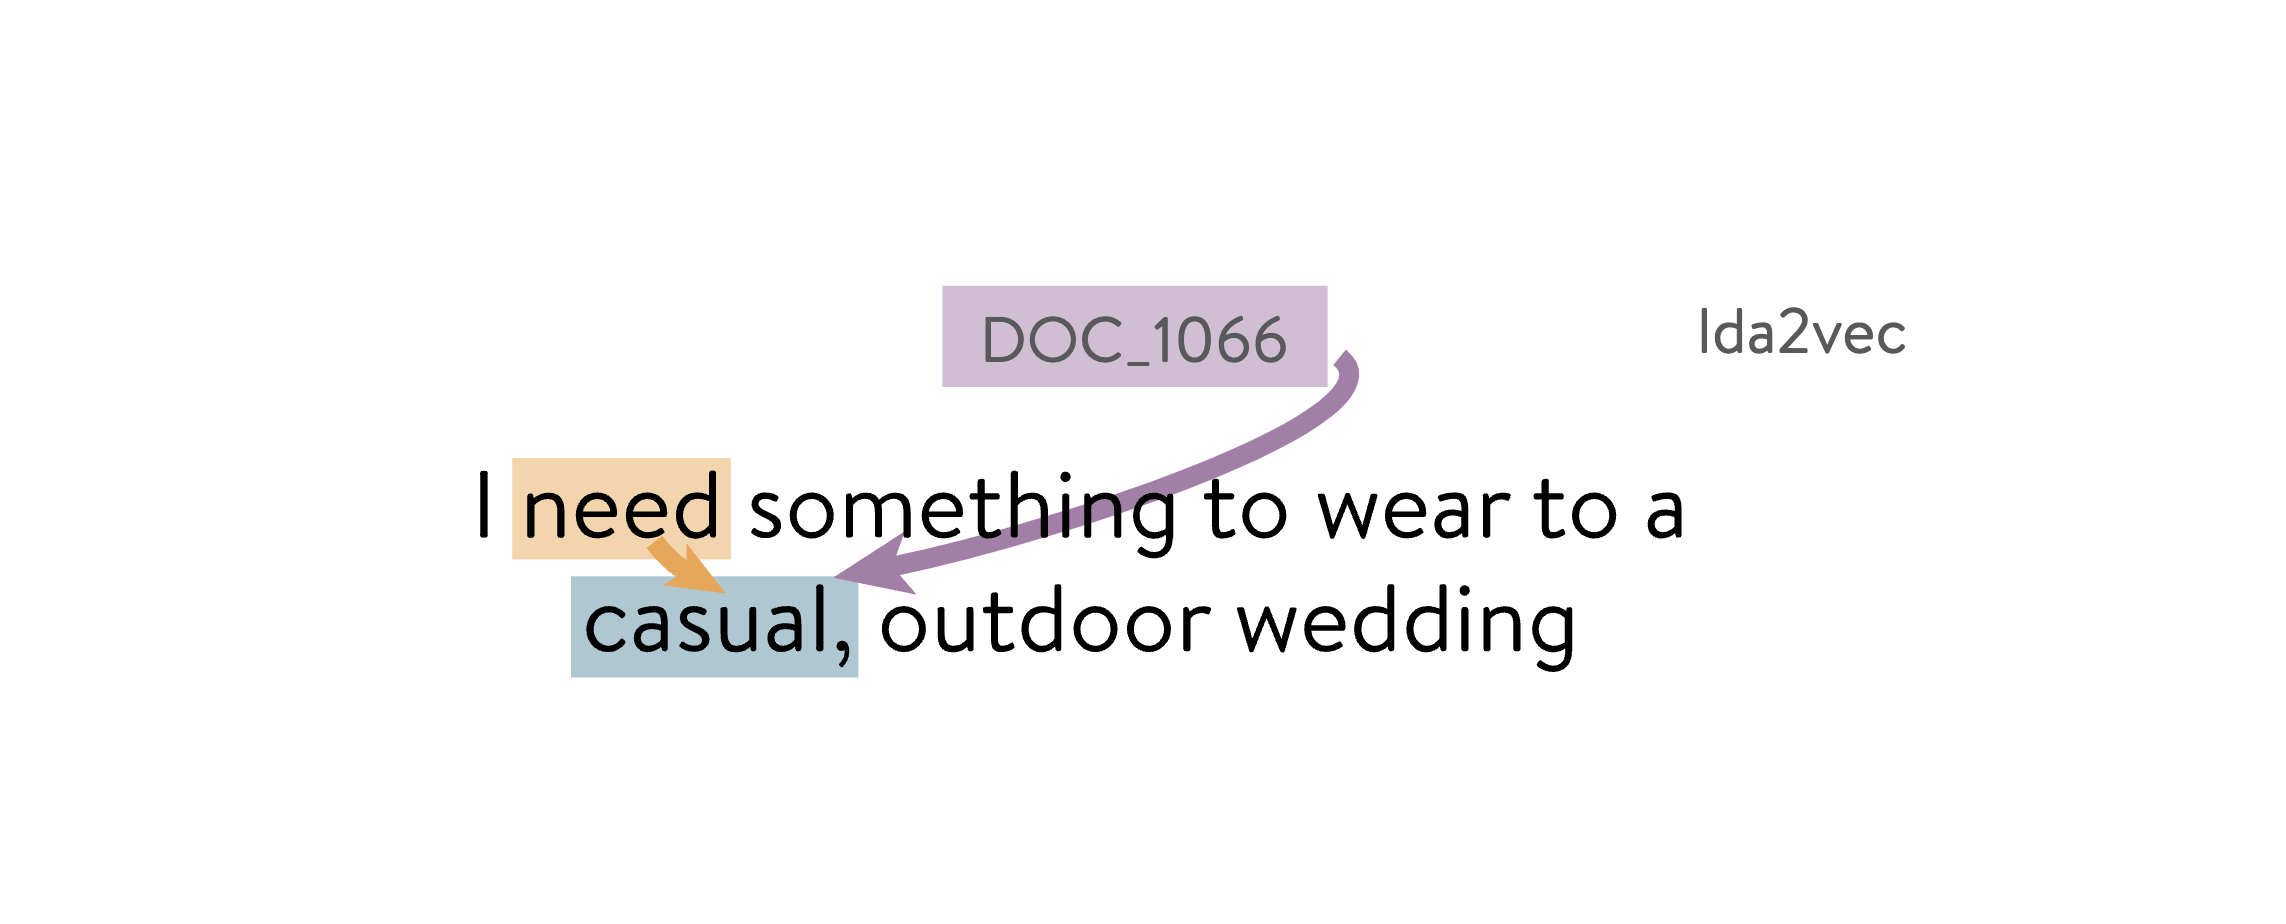 DOC_1066
lda2vec
I need something to wear to a
casual, outdoor wedding